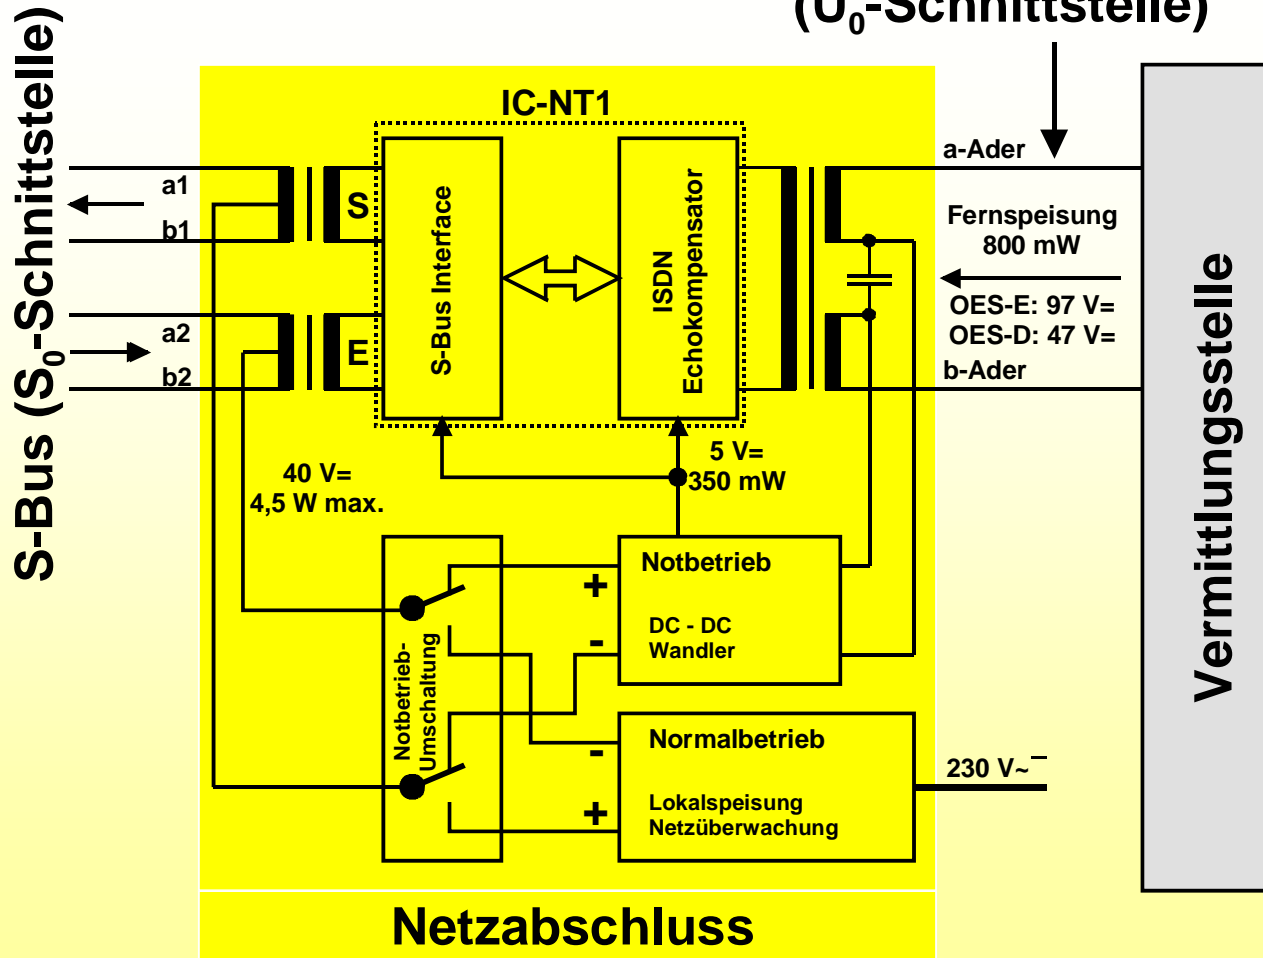 (U0-Schnittstelle)
S-Bus (S0-Schnittstelle)
IC-NT1
a1
b1
S
a2
b2
E
S-Bus Interface
ISDN
Echokompensator
a-Ader
Fernspeisung
800 mW
OES-E: 97 V=
OES-D: 47 V=
b-Ader
Vermittlungsstelle
40 V=
4,5 W max.
5 V=
350 mW
Notbetrieb-
Umschaltung
+
-
Notbetrieb
DC - DC
Wandler
-
+
Normalbetrieb
Lokalspeisung
Netzüberwachung
230 V~
Netzabschluss